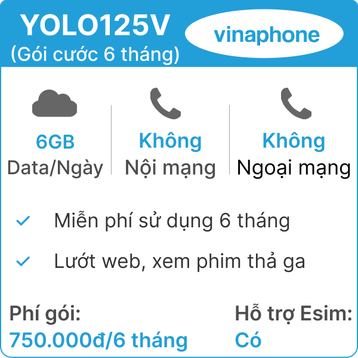 YOLO125V
(Gói cước 6 tháng)
vinaphone
6GB
Data/Ngày
Không
Nội mạng
Không
Ngoại mạng
Miễn phí sử dụng 6 tháng
Lướt web, xem phim thả ga
Phí gói:
750.000đ/6 tháng
Hỗ trợ Esim:
Có